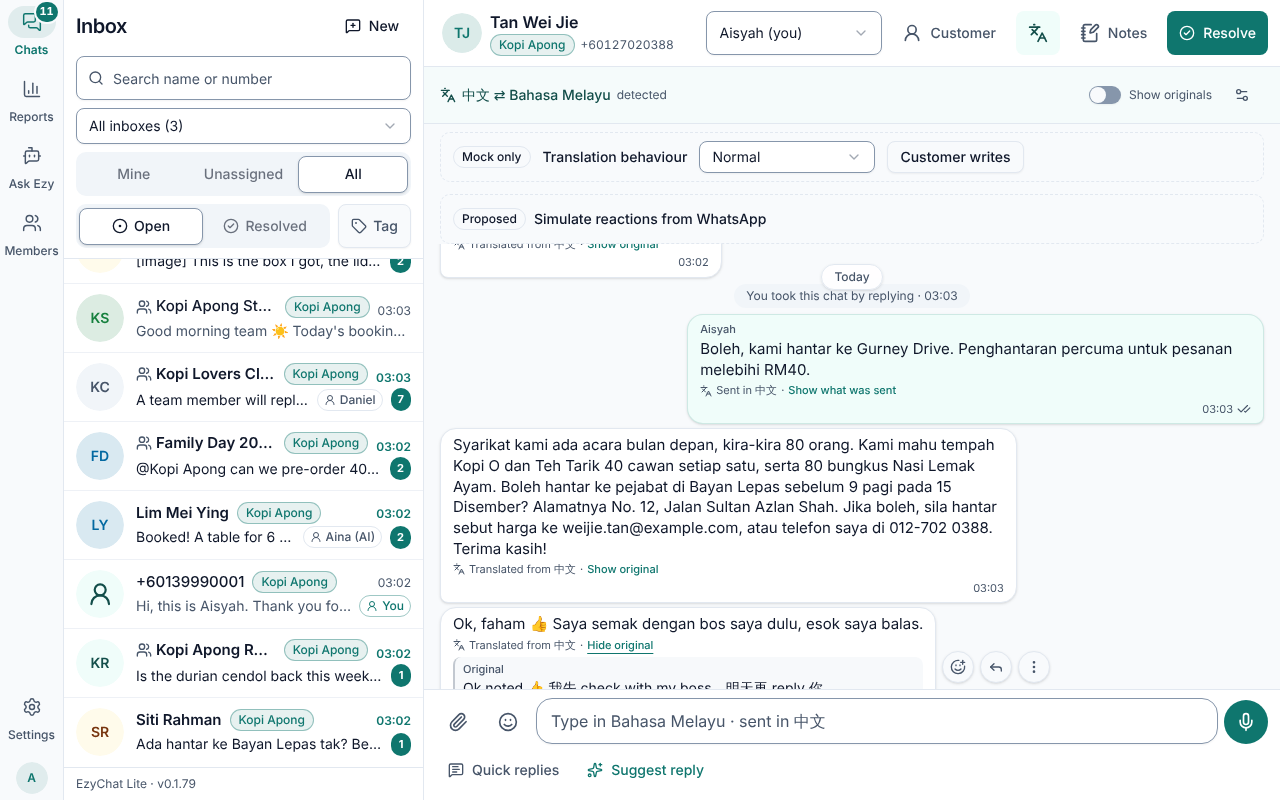 11
Chats
Reports
Ask Ezy
Members
Settings
A
Inbox
New
Search name or number
All inboxes (3)
Mine
Unassigned
All
Open
Resolved
Tag
[Image] This is the box I got, the lid...
2
KS
Kopi Apong St...
Kopi Apong
03:03
Good morning team ☀️ Today's bookin...
KC
Kopi Lovers Cl...
Kopi Apong
03:03
A team member will repl...
Daniel
7
FD
Family Day 20...
Kopi Apong
03:02
@Kopi Apong can we pre-order 40...
2
LY
Lim Mei Ying
Kopi Apong
03:02
Booked! A table for 6 ...
Aina (AI)
2
+60139990001
Kopi Apong
03:02
Hi, this is Aisyah. Thank you fo...
You
KR
Kopi Apong R...
Kopi Apong
03:02
Is the durian cendol back this week...
1
SR
Siti Rahman
Kopi Apong
03:02
Ada hantar ke Bayan Lepas tak? Be...
1
EzyChat Lite · v0.1.79
TJ
Tan Wei Jie
Kopi Apong
+60127020388
Aisyah (you)
Customer
Notes
Resolve
中文 ⇄ Bahasa Melayu detected
Show originals
Mock only
Translation behaviour
Normal
Customer writes
Proposed
Simulate reactions from WhatsApp
Translated from 中文 · Show original
03:02
Today
You took this chat by replying · 03:03
Aisyah
Boleh, kami hantar ke Gurney Drive. Penghantaran percuma untuk pesanan
melebihi RM40.
Sent in 中文 · Show what was sent
03:03
Syarikat kami ada acara bulan depan, kira-kira 80 orang. Kami mahu tempah
Kopi O dan Teh Tarik 40 cawan setiap satu, serta 80 bungkus Nasi Lemak
Ayam. Boleh hantar ke pejabat di Bayan Lepas sebelum 9 pagi pada 15
Disember? Alamatnya No. 12, Jalan Sultan Azlan Shah. Jika boleh, sila hantar
sebut harga ke weijie.tan@example.com, atau telefon saya di 012-702 0388.
Terima kasih!
Translated from 中文 · Show original
03:03
Ok, faham 👍 Saya semak dengan bos saya dulu, esok saya balas.
Translated from 中文 · Hide original
Original
Ok noted 👍 我先 check with my boss，明天再 reply 你
Type in Bahasa Melayu · sent in 中文
Quick replies
Suggest reply